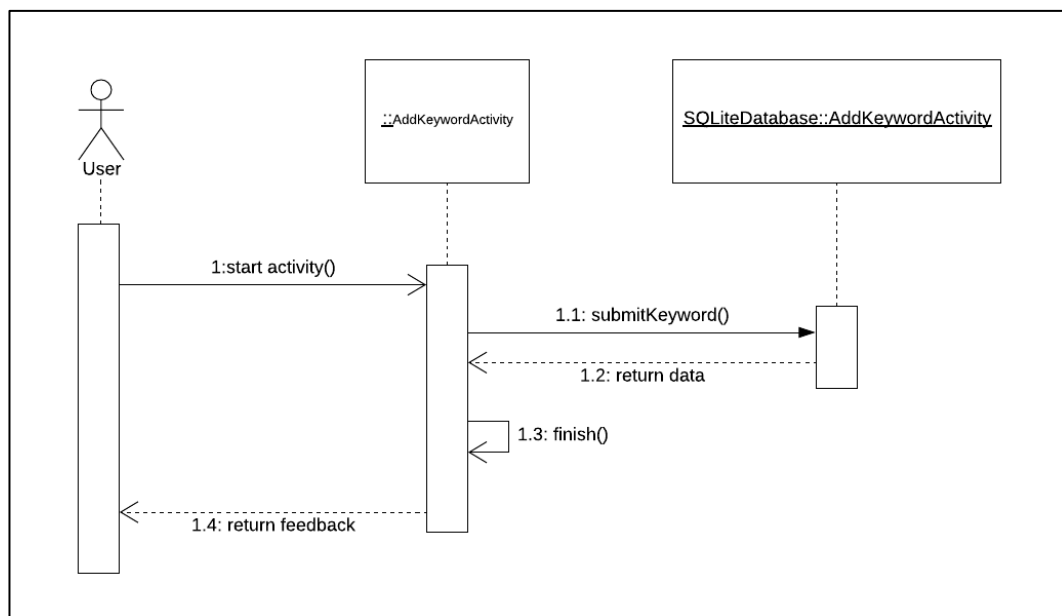 ::AddKeywordActivity
SQLiteDatabase::AddKeywordActivity
User
1:start activity()
1.1: submitKeyword()
1.2: return data
1.3: finish()
1.4: return feedback